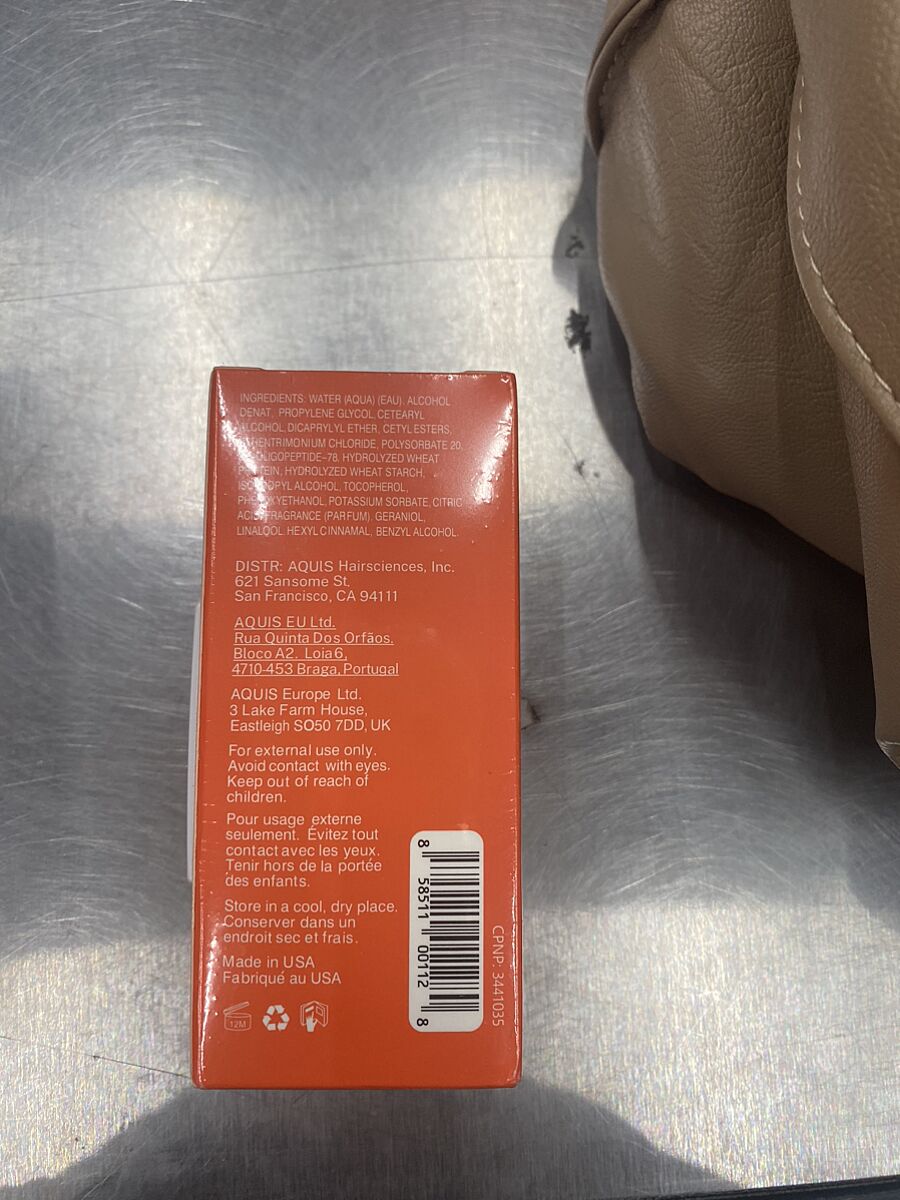 INGREDIENTS: WATER (AQUA) (EAU). ALCOHOL
DENAT, PROPYLENE GLYCOL, CETEARYL
ALCOHOL, DICAPRYLYL ETHER, CETYL ESTERS,
CHLORIDE, POLYSORBATE 20,
HYDROLYZED WHEAT
HYDROLYZED WHEAT STARCH,
ALCOHOL, TOCOPHEROL,
POTASSIUM SORBATE, CITRIC
FRAGRANCE (PARFUM). GERANIOL,
LINALOOL. HEXYL CINNAMAL, BENZYL ALCOHOL.
DISTR: AQUIS Hairsciences, Inc.
621 Sansome St.
San Francisco, CA 94111
AQUIS EU Ltd.
Rua Quinta Dos Orfãos.
Bloco A2. Loia 6,
4710-453 Braga, Portugal
AQUIS Europe Ltd.
3 Lake Farm House,
Eastleigh SO50 7DD, UK
For external use only.
Avoid contact with eyes.
Keep out of reach of
children.
Pour usage externe
seulement. Évitez tout
contact avec les yeux.
Tenir hors de la portée
des enfants.
Store in a cool, dry place.
Conserver dans un
endroit sec et frais.
Made in USA
Fabriqué au USA
12M
8 58511 00112 8
CPNP: 3441035